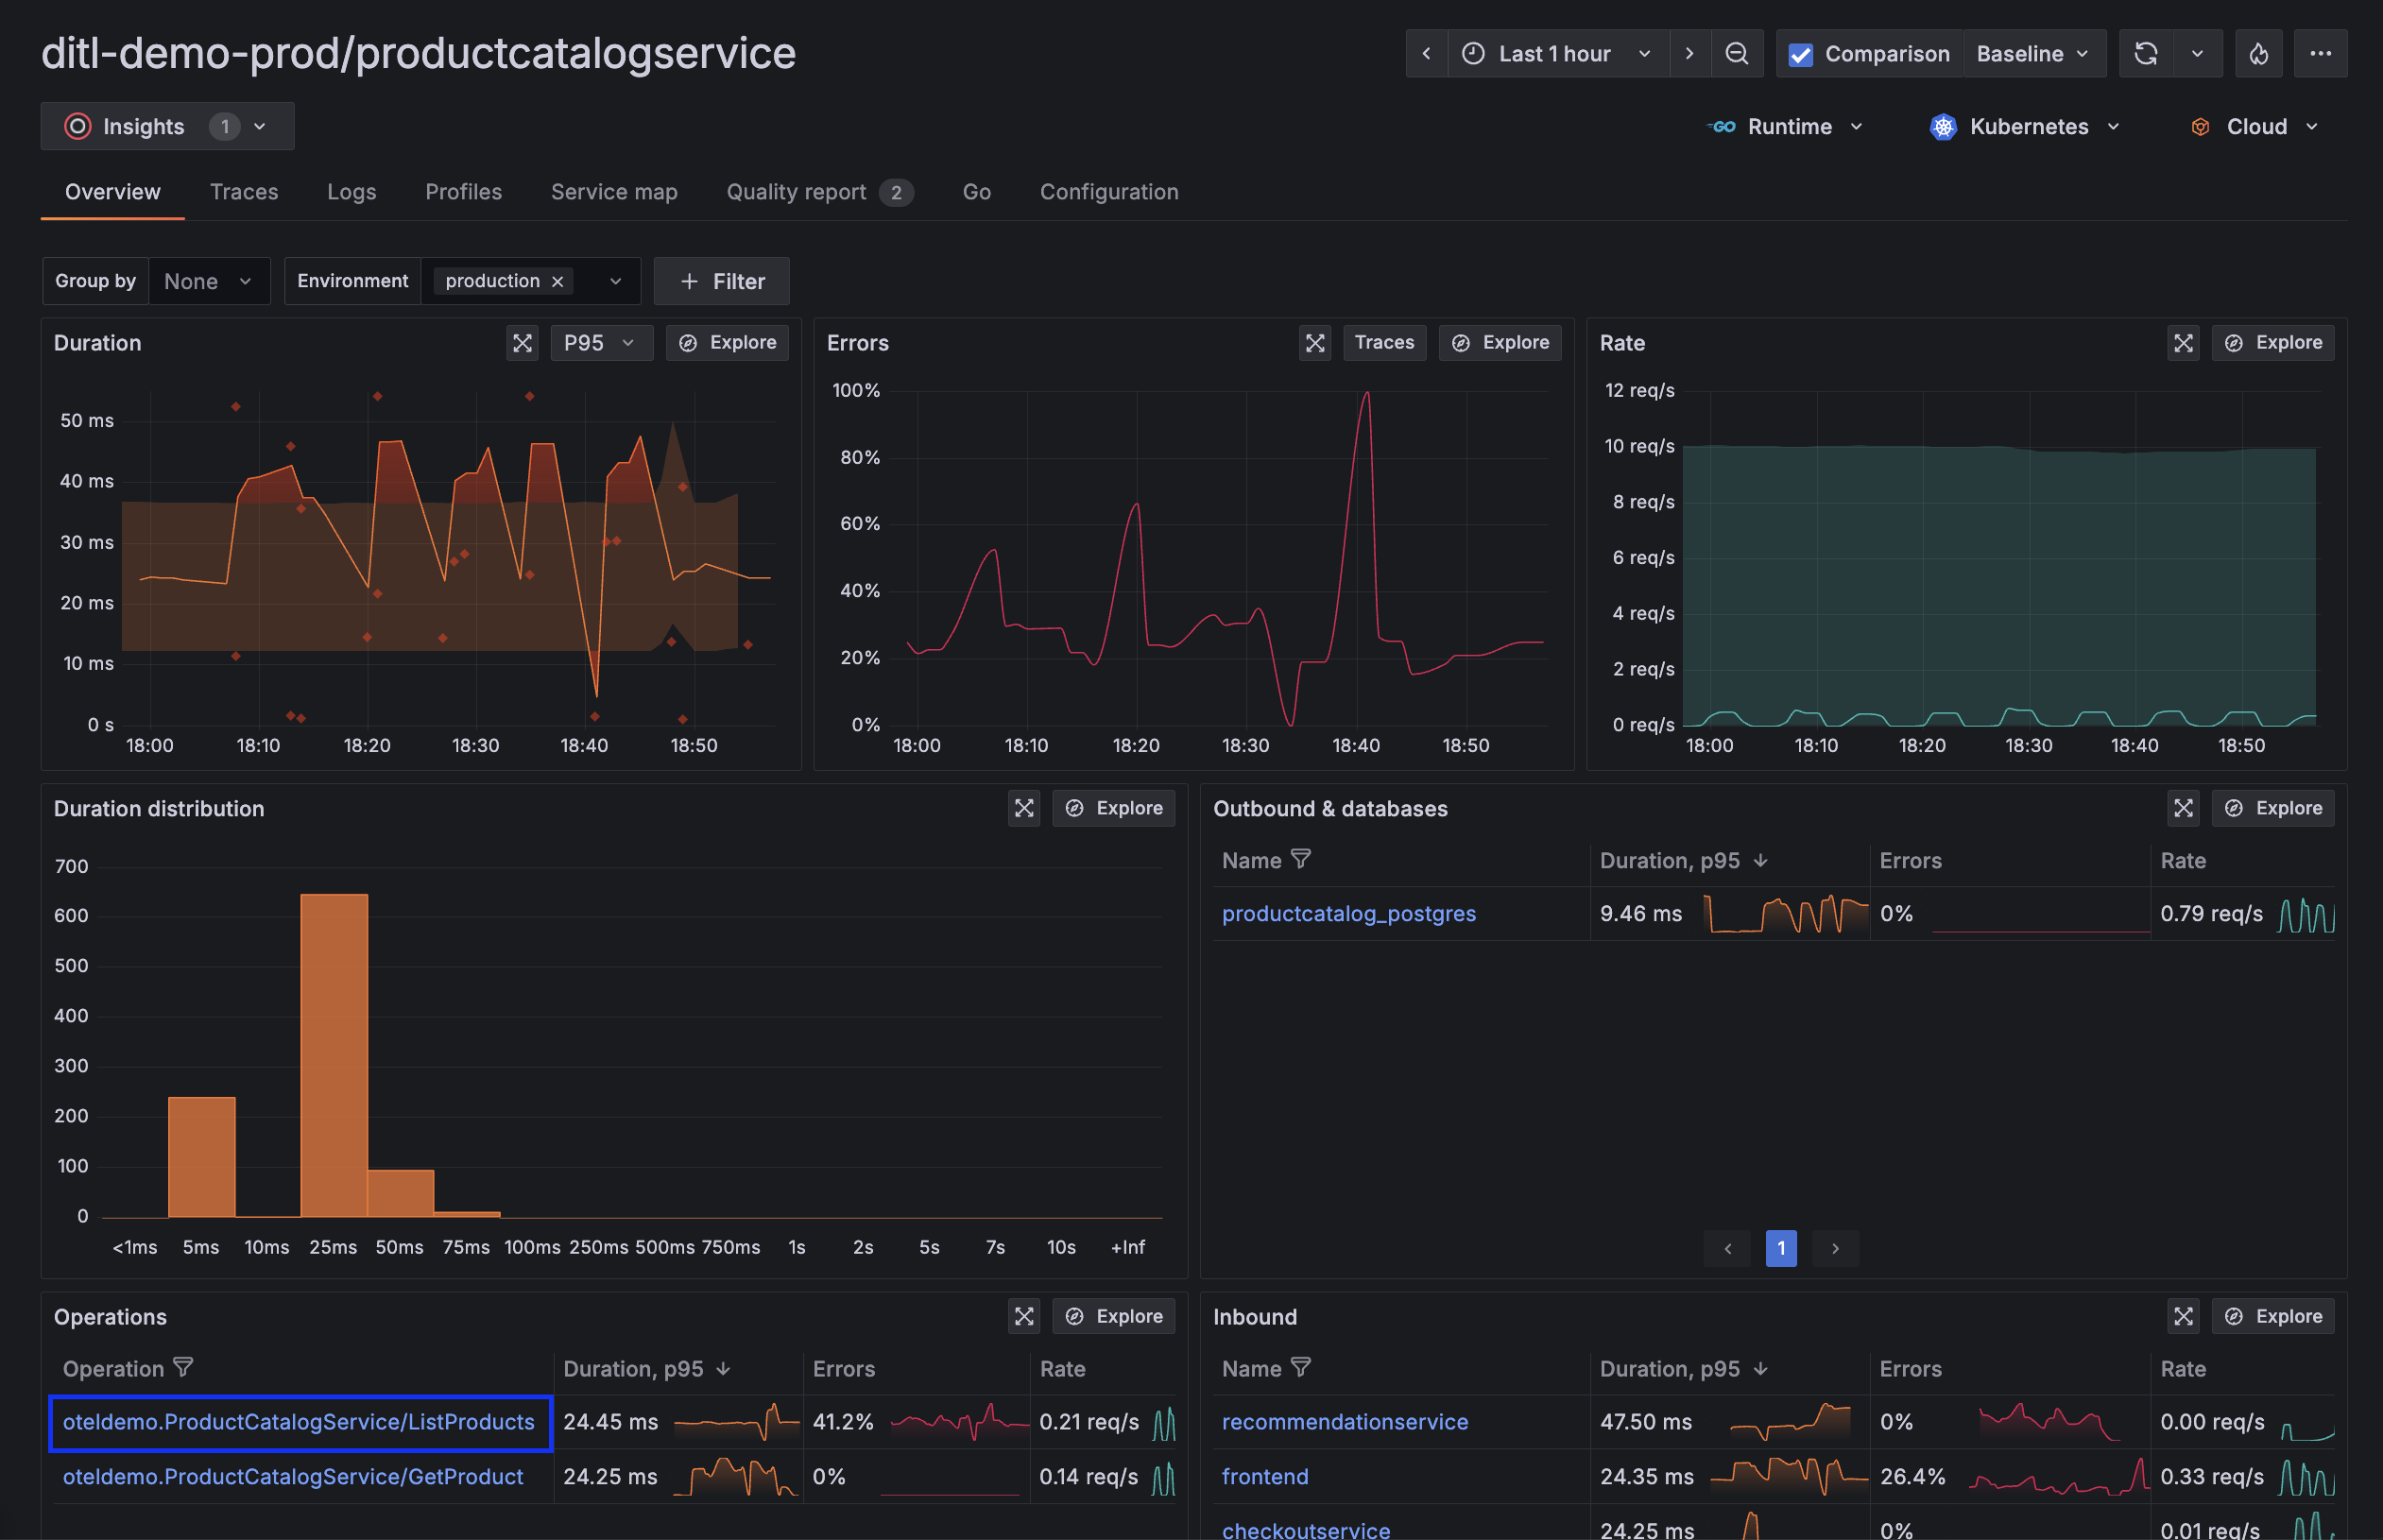 ditl-demo-prod/productcatalogservice
Last 1 hour
Comparison
Baseline
Insights 1
GO Runtime
Kubernetes
Cloud
Overview Traces Logs Profiles Service map Quality report 2 Go Configuration
Group by None
Environment production
Filter
Duration P95 Explore
50 ms
40 ms
30 ms
20 ms
10 ms
0 s
18:00 18:10 18:20 18:30 18:40 18:50
Errors Traces Explore
100%
80%
60%
40%
20%
0%
18:00 18:10 18:20 18:30 18:40 18:50
Rate Explore
12 req/s
10 req/s
8 req/s
6 req/s
4 req/s
2 req/s
0 req/s
18:00 18:10 18:20 18:30 18:40 18:50
Duration distribution Explore
700
600
500
400
300
200
100
0
<1ms 5ms 10ms 25ms 50ms 75ms 100ms 250ms 500ms 750ms 1s 2s 5s 7s 10s +Inf
Outbound & databases Explore
Name Duration, p95 Errors Rate
productcatalog_postgres 9.46 ms 0% 0.79 req/s
1
Operations Explore
Operation Duration, p95 Errors Rate
oteldemo.ProductCatalogService/ListProducts 24.45 ms 41.2% 0.21 req/s
oteldemo.ProductCatalogService/GetProduct 24.25 ms 0% 0.14 req/s
Inbound Explore
Name Duration, p95 Errors Rate
recommendationservice 47.50 ms 0% 0.00 req/s
frontend 24.35 ms 26.4% 0.33 req/s
checkoutservice 24.25 ms 0% 0.01 req/s